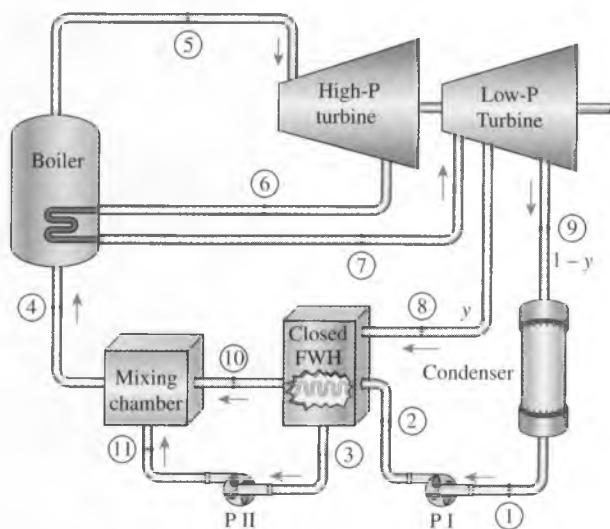 5
High-P
turbine
Low-P
Turbine
Boiler
6
7
9
1 – y
4
8
y
Closed
FWH
10
Mixing
chamber
Condenser
2
11
3
P II
P I
1